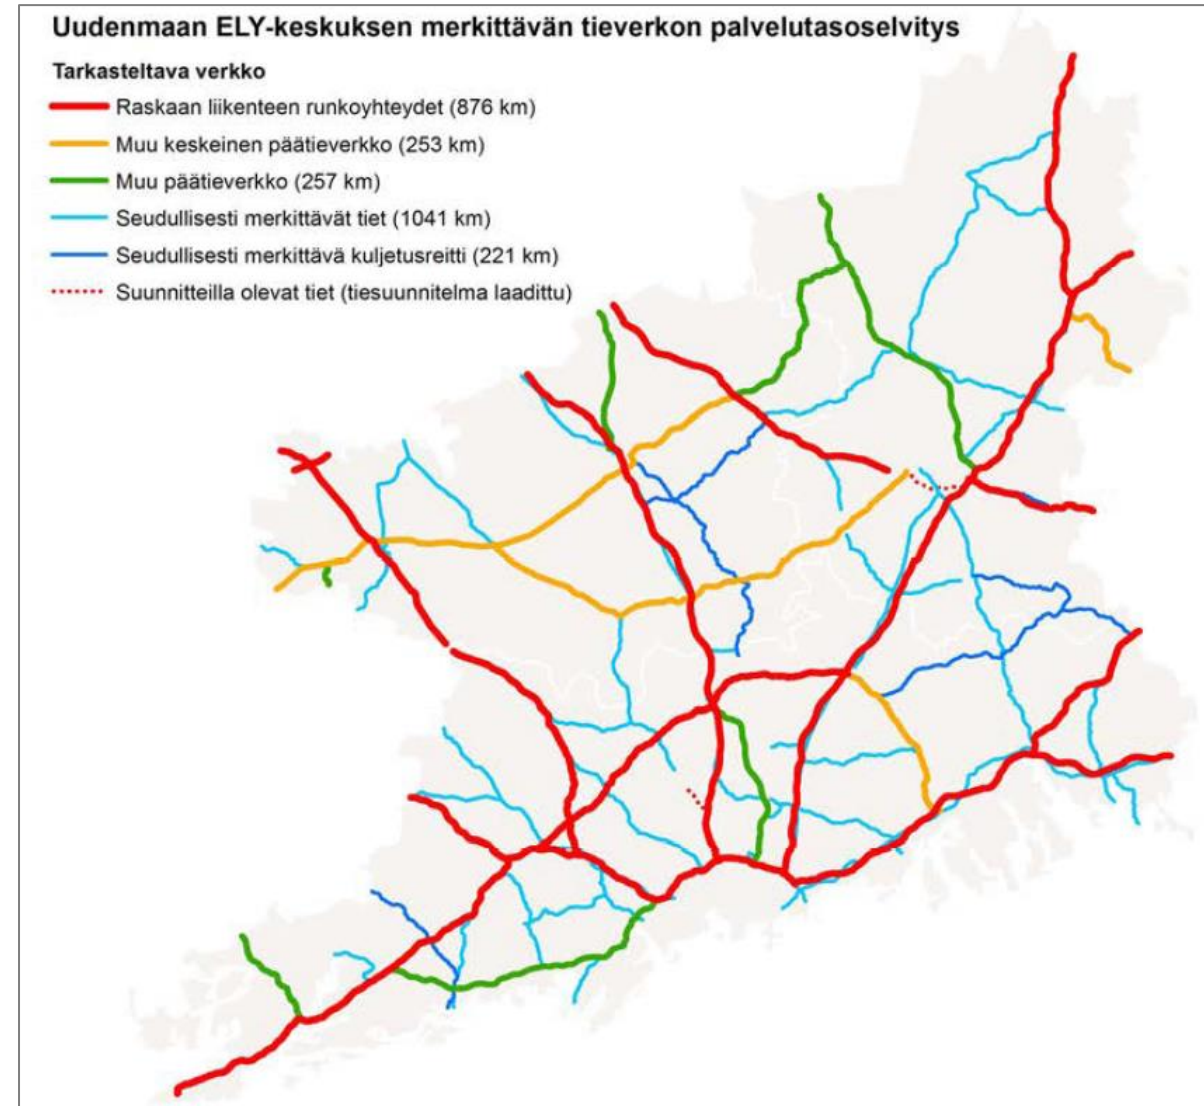 Uudenmaan ELY-keskuksen merkittävän tieverkon palvelutasoselvitys
Tarkasteltava verkko
Raskaan liikenteen runkoyhteydet (876 km)
Muu keskeinen päätieverkko (253 km)
Muu päätieverkko (257 km)
Seudullisesti merkittävät tiet (1041 km)
Seudullisesti merkittävä kuljetusreitti (221 km)
Suunnitteilla olevat tiet (tiesuunnitelma laadittu)